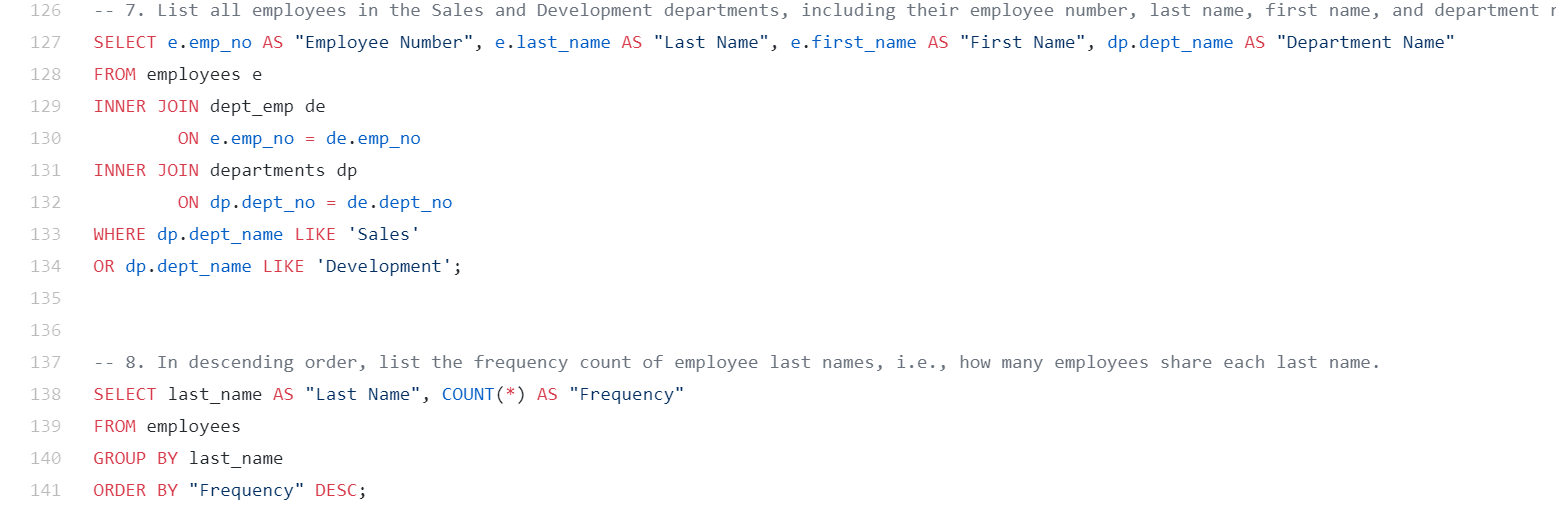 126 -- 7. List all employees in the Sales and Development departments, including their employee number, last name, first name, and department
127 SELECT e.emp_no AS "Employee Number", e.last_name AS "Last Name", e.first_name AS "First Name", dp.dept_name AS "Department Name"
128 FROM employees e
129 INNER JOIN dept_emp de
130 ON e.emp_no = de.emp_no
131 INNER JOIN departments dp
132 ON dp.dept_no = de.dept_no
133 WHERE dp.dept_name LIKE 'Sales'
134 OR dp.dept_name LIKE 'Development';
135
136
137 -- 8. In descending order, list the frequency count of employee last names, i.e., how many employees share each last name.
138 SELECT last_name AS "Last Name", COUNT(*) AS "Frequency"
139 FROM employees
140 GROUP BY last_name
141 ORDER BY "Frequency" DESC;